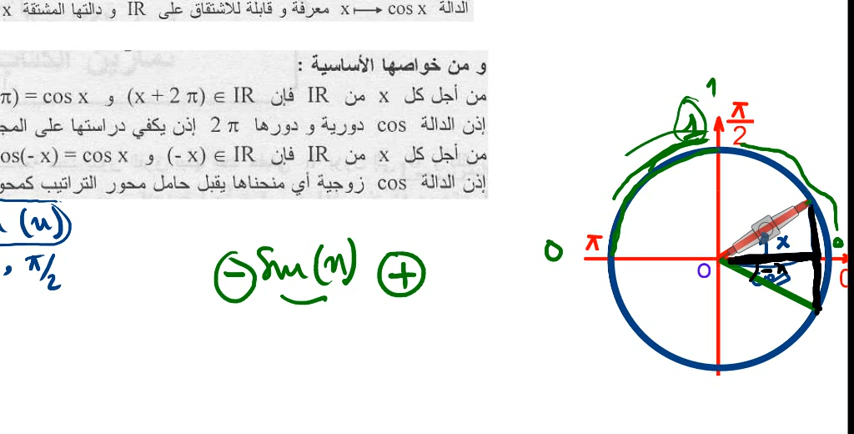 الدالة x ⟼ cos x معرفة و قابلة للاشتقاق على IR و دالتها المشتقة x
و من خواصها الأساسية :
من أجل كل x من IR فإن (x + 2 π) ∈ IR و π) = cos x
إذن الدالة cos دورية و دورها 2 π إذن يكفي دراستها على المج
من أجل كل x من IR فإن (- x) ∈ IR و os(- x) = cos x
إذن الدالة cos زوجية أي منحناها يقبل حامل محور التراتيب كمحو
(x)
, π/2
⊖ sin(x) ⊕
1
1
π/2
0 π
x
0
O
-x
0